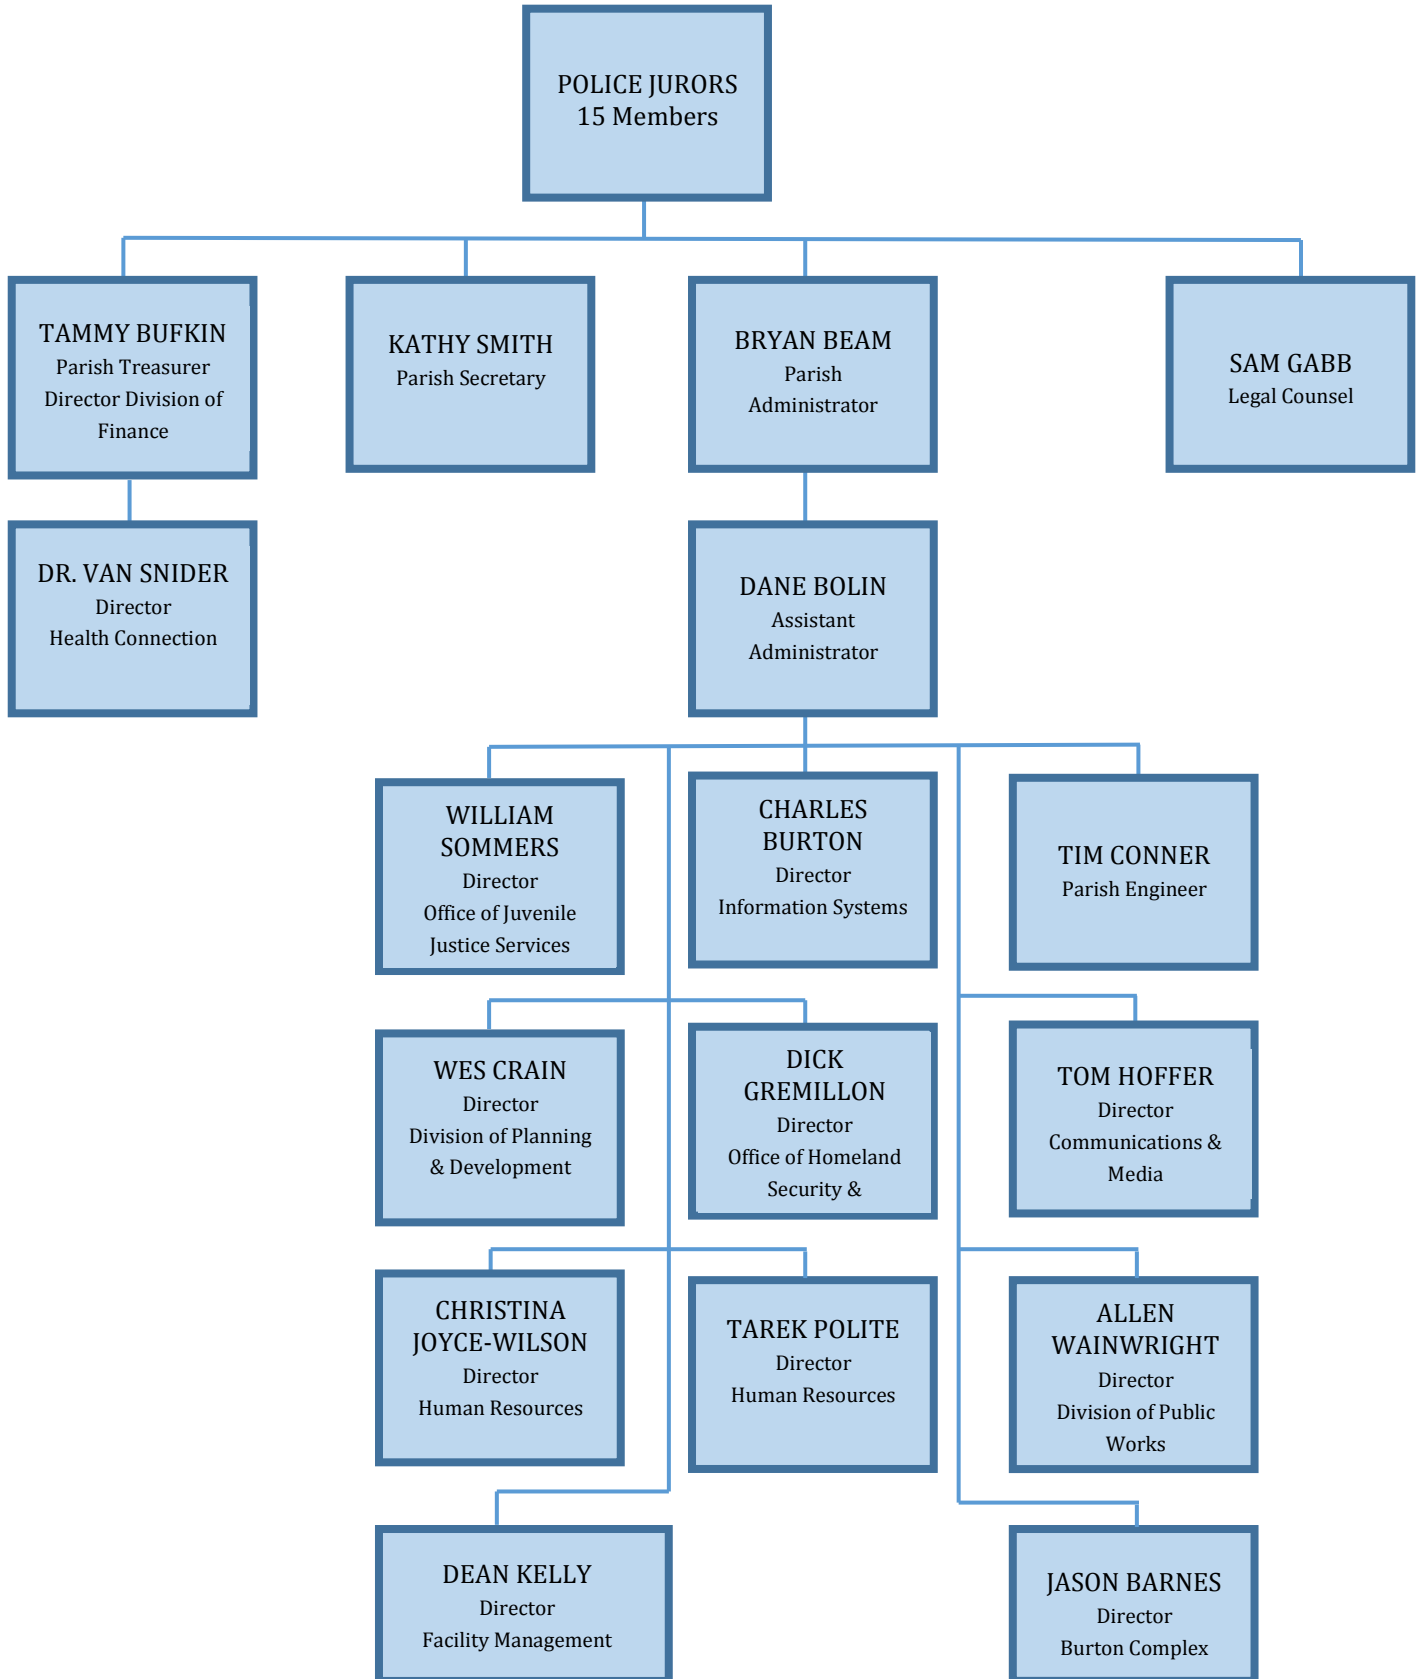 POLICE JURORS
15 Members
TAMMY BUFKIN
Parish Treasurer
Director Division of
Finance
KATHY SMITH
Parish Secretary
BRYAN BEAM
Parish
Administrator
SAM GABB
Legal Counsel
DR. VAN SNIDER
Director
Health Connection
DANE BOLIN
Assistant
Administrator
WILLIAM
SOMMERS
Director
Office of Juvenile
Justice Services
CHARLES
BURTON
Director
Information Systems
TIM CONNER
Parish Engineer
WES CRAIN
Director
Division of Planning
& Development
DICK
GREMILLON
Director
Office of Homeland
Security &
TOM HOFFER
Director
Communications &
Media
CHRISTINA
JOYCE-WILSON
Director
Human Resources
TAREK POLITE
Director
Human Resources
ALLEN
WAINWRIGHT
Director
Division of Public
Works
DEAN KELLY
Director
Facility Management
JASON BARNES
Director
Burton Complex